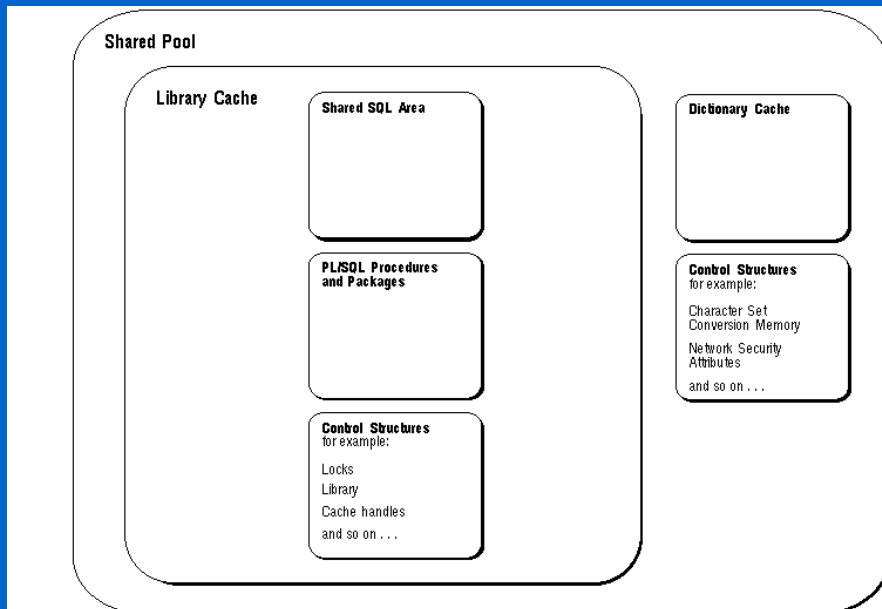 Shared Pool
Library Cache
Shared SQL Area
PL/SQL Procedures
and Packages
Control Structures
for example:
Locks
Library
Cache handles
and so on . . .
Dictionary Cache
Control Structures
for example:
Character Set
Conversion Memory
Network Security
Attributes
and so on . . .